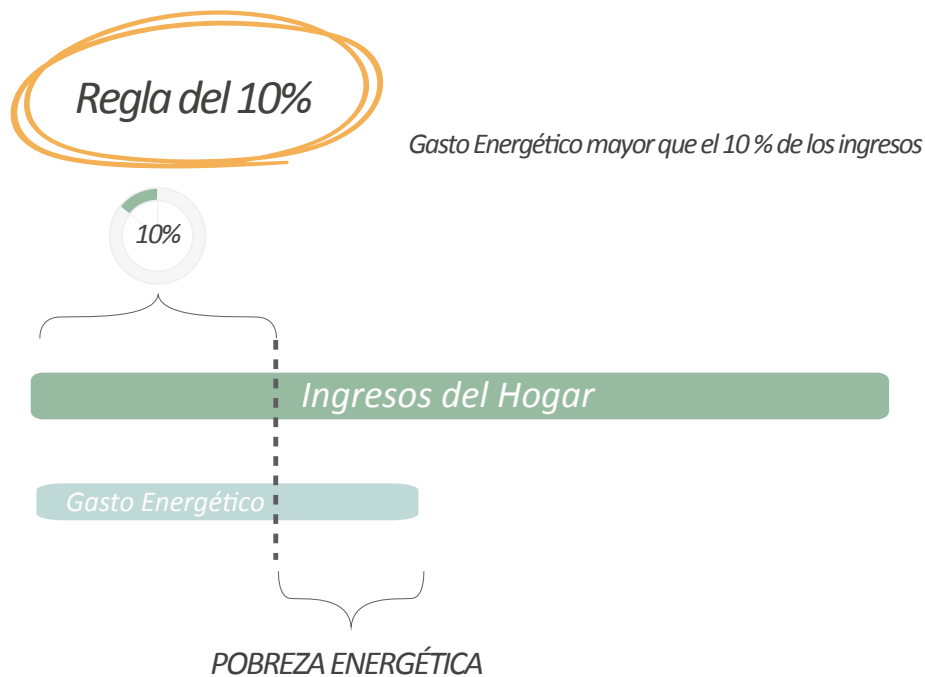 Regla del 10%
Gasto Energético mayor que el 10 % de los ingresos
10%
Ingresos del Hogar
Gasto Energético
POBREZA ENERGÉTICA